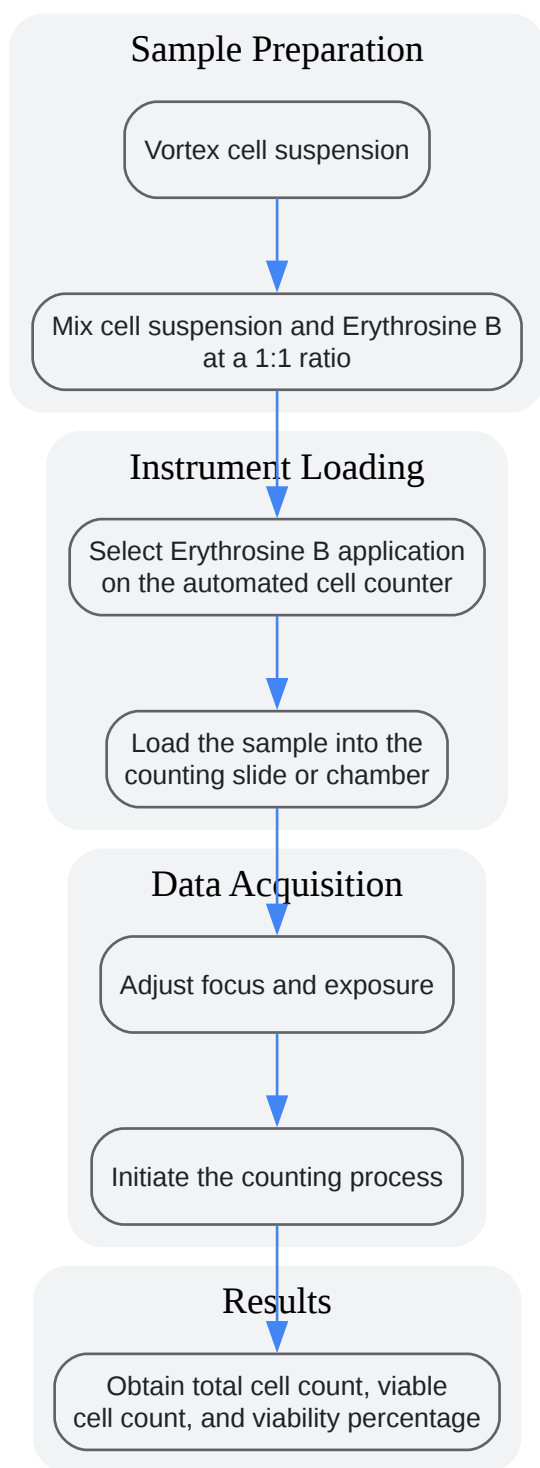 Sample Preparation
Vortex cell suspension
Mix cell suspension and Erythrosine B
at a 1:1 ratio
Instrument Loading
Select Erythrosine B application
on the automated cell counter
Load the sample into the
counting slide or chamber
Data Acquisition
Adjust focus and exposure
Initiate the counting process
Results
Obtain total cell count, viable
cell count, and viability percentage